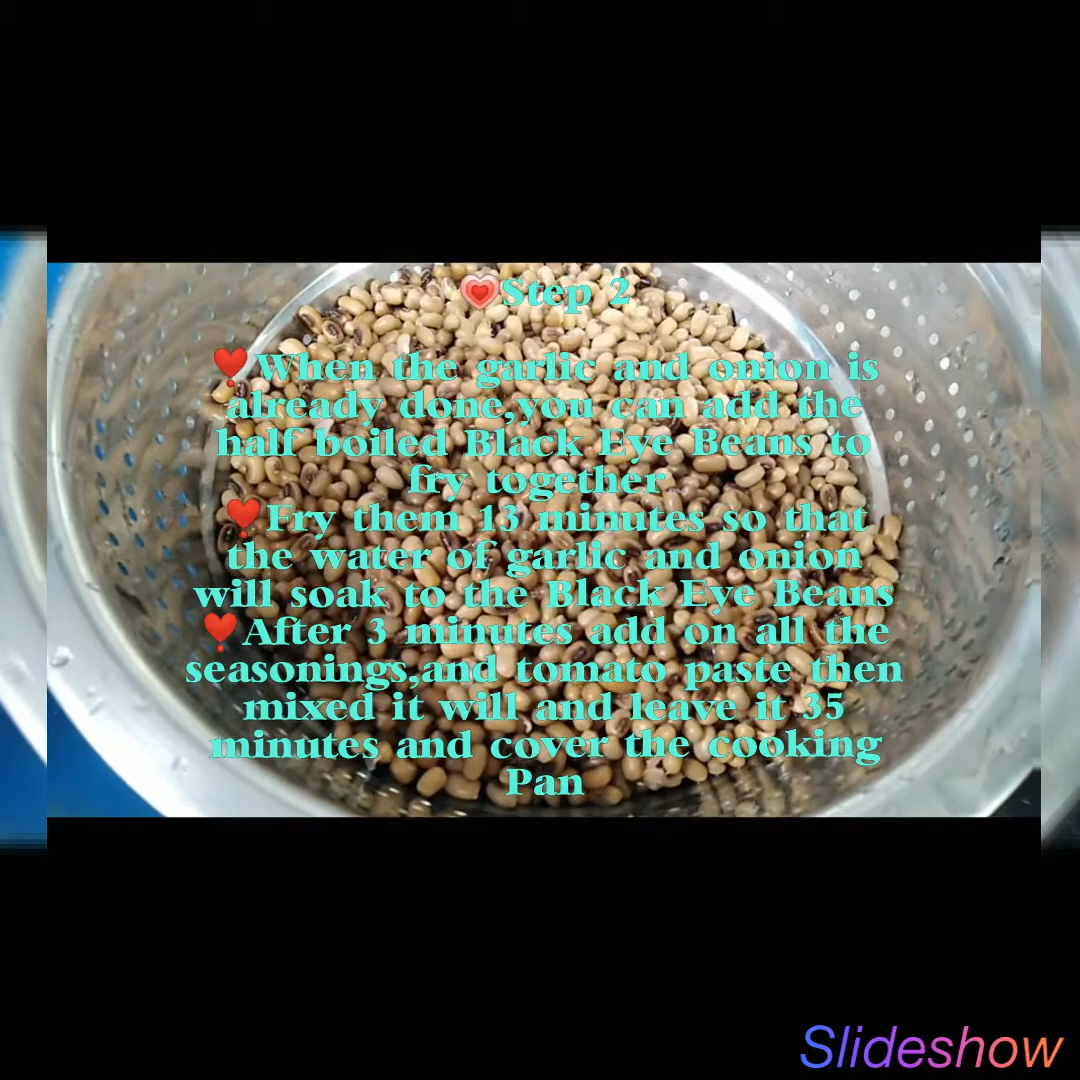 💗Step 2
❣️When the garlic and onion is
already done,you can add the
half boiled Black Eye Beans to
fry together
❣️Fry them 13 minutes so that
the water of garlic and onion
will soak to the Black Eye Beans
❣️After 3 minutes add on all the
seasonings,and tomato paste then
mixed it will and leave it 35
minutes and cover the cooking
Pan
Slideshow